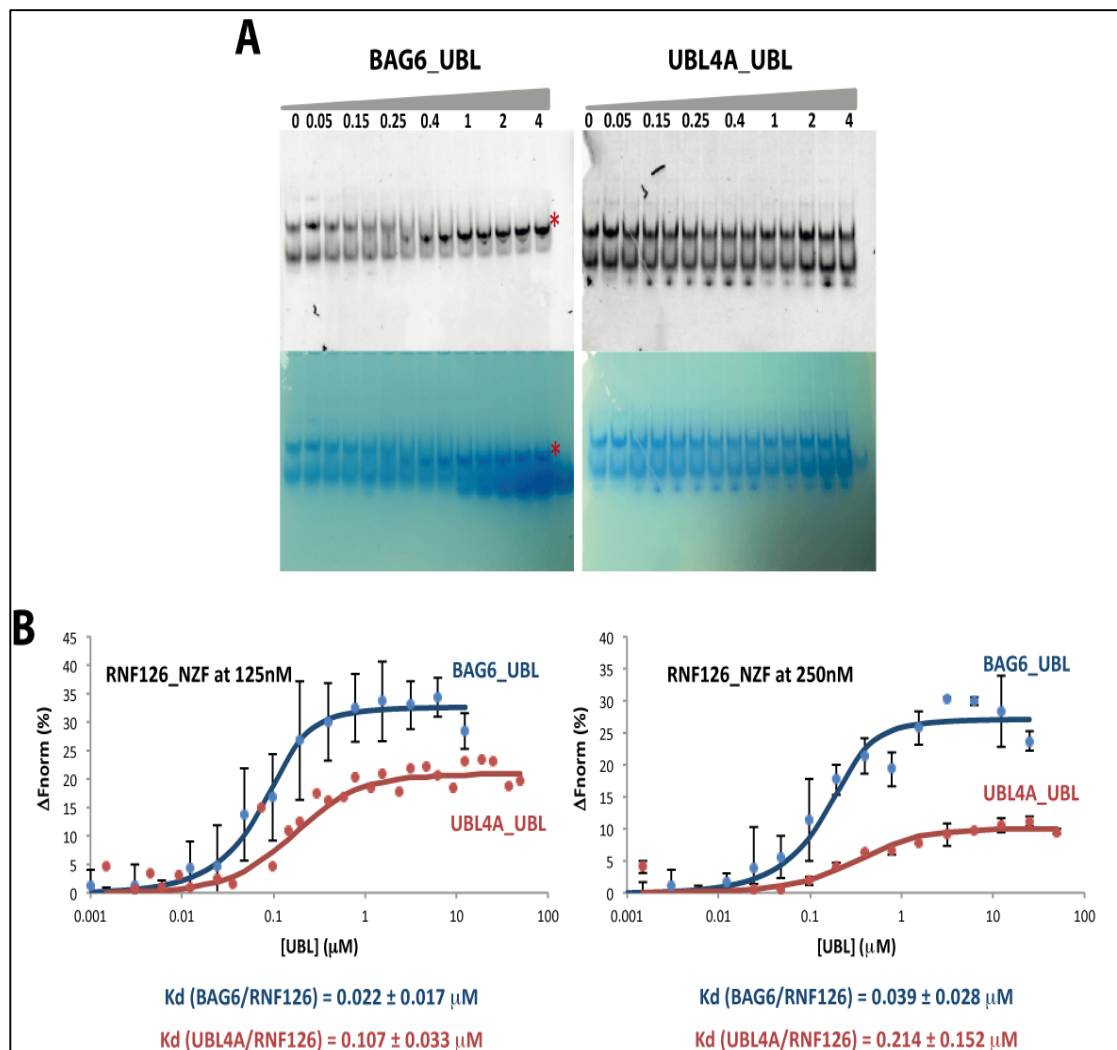 A
BAG6_UBL
UBL4A_UBL
0 0.05 0.15 0.25 0.4 1 2 4
0 0.05 0.15 0.25 0.4 1 2 4
*
*
B
45
40
35
30
25
20
15
10
5
0
ΔFnorm (%)
RNF126_NZF at 125nM
BAG6_UBL
UBL4A_UBL
0.001 0.01 0.1 1 10 100
[UBL] (μM)
Kd (BAG6/RNF126) = 0.022 ± 0.017 μM
Kd (UBL4A/RNF126) = 0.107 ± 0.033 μM
40
35
30
25
20
15
10
5
0
ΔFnorm (%)
RNF126_NZF at 250nM
BAG6_UBL
UBL4A_UBL
0.001 0.01 0.1 1 10 100
[UBL] (μM)
Kd (BAG6/RNF126) = 0.039 ± 0.028 μM
Kd (UBL4A/RNF126) = 0.214 ± 0.152 μM